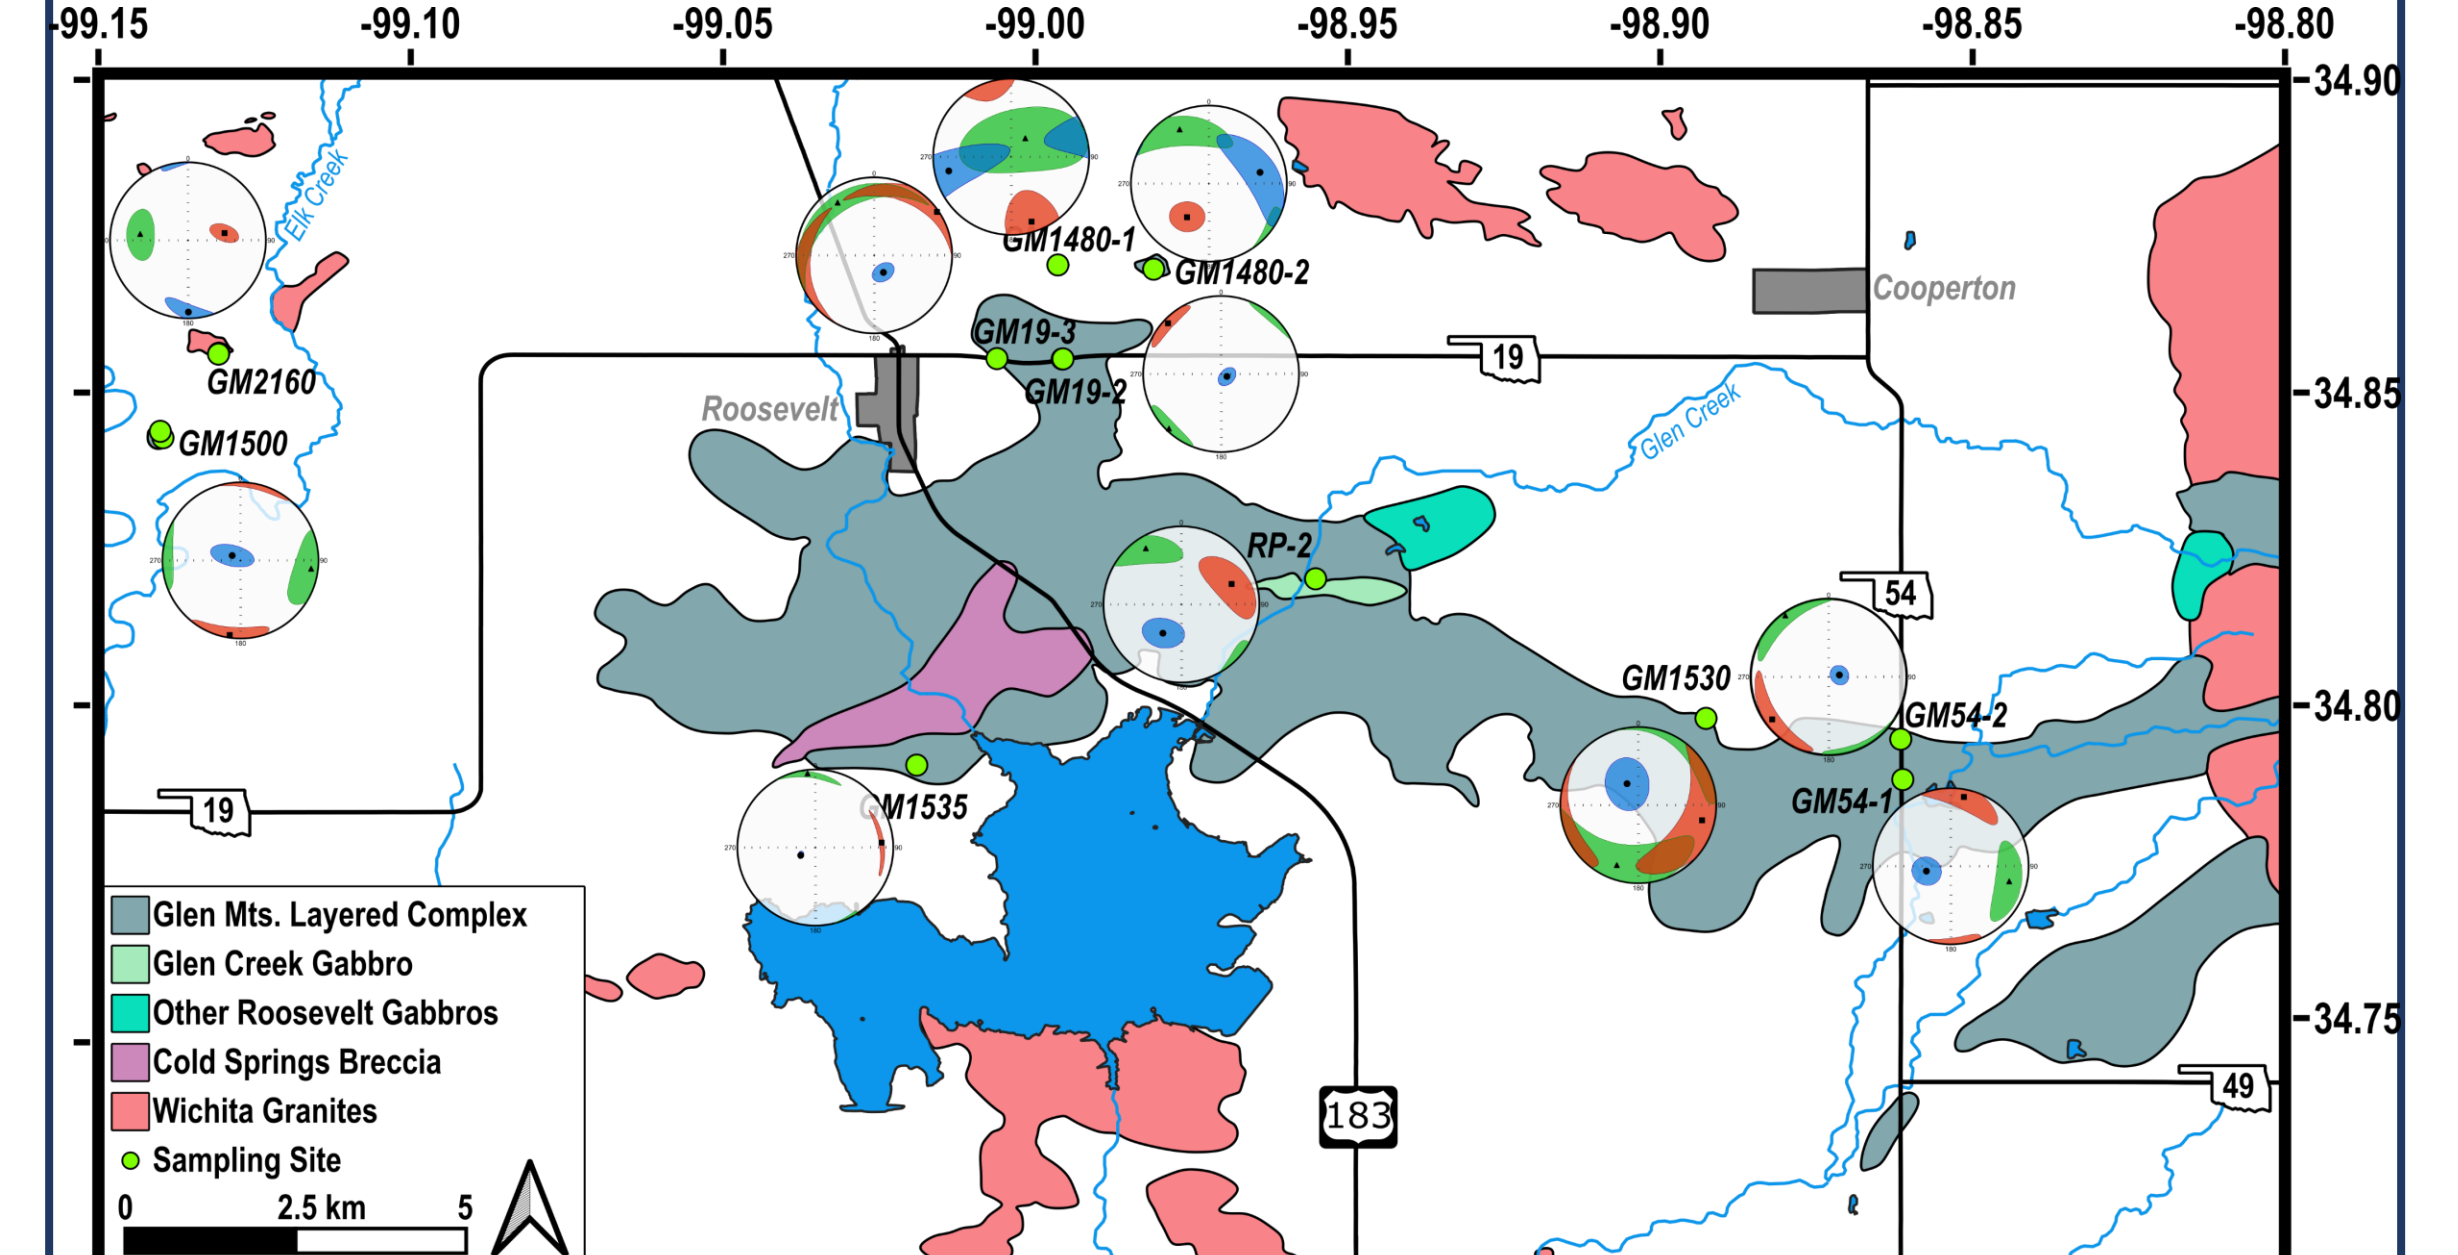 -99.15 -99.10 -99.05 -99.00 -98.95 -98.90 -98.85 -98.80
34.90
Elk Creek
GM1480-1
GM1480-2
Cooperton
GM19-3
19
GM2160
GM19-2
34.85
Roosevelt
Glen Creek
GM1500
RP-2
54
GM1530
34.80
GM54-2
19
GM1535
GM54-1
Glen Mts. Layered Complex
Glen Creek Gabbro
Other Roosevelt Gabbros
34.75
Cold Springs Breccia
49
Wichita Granites
183
Sampling Site
0 2.5 km 5